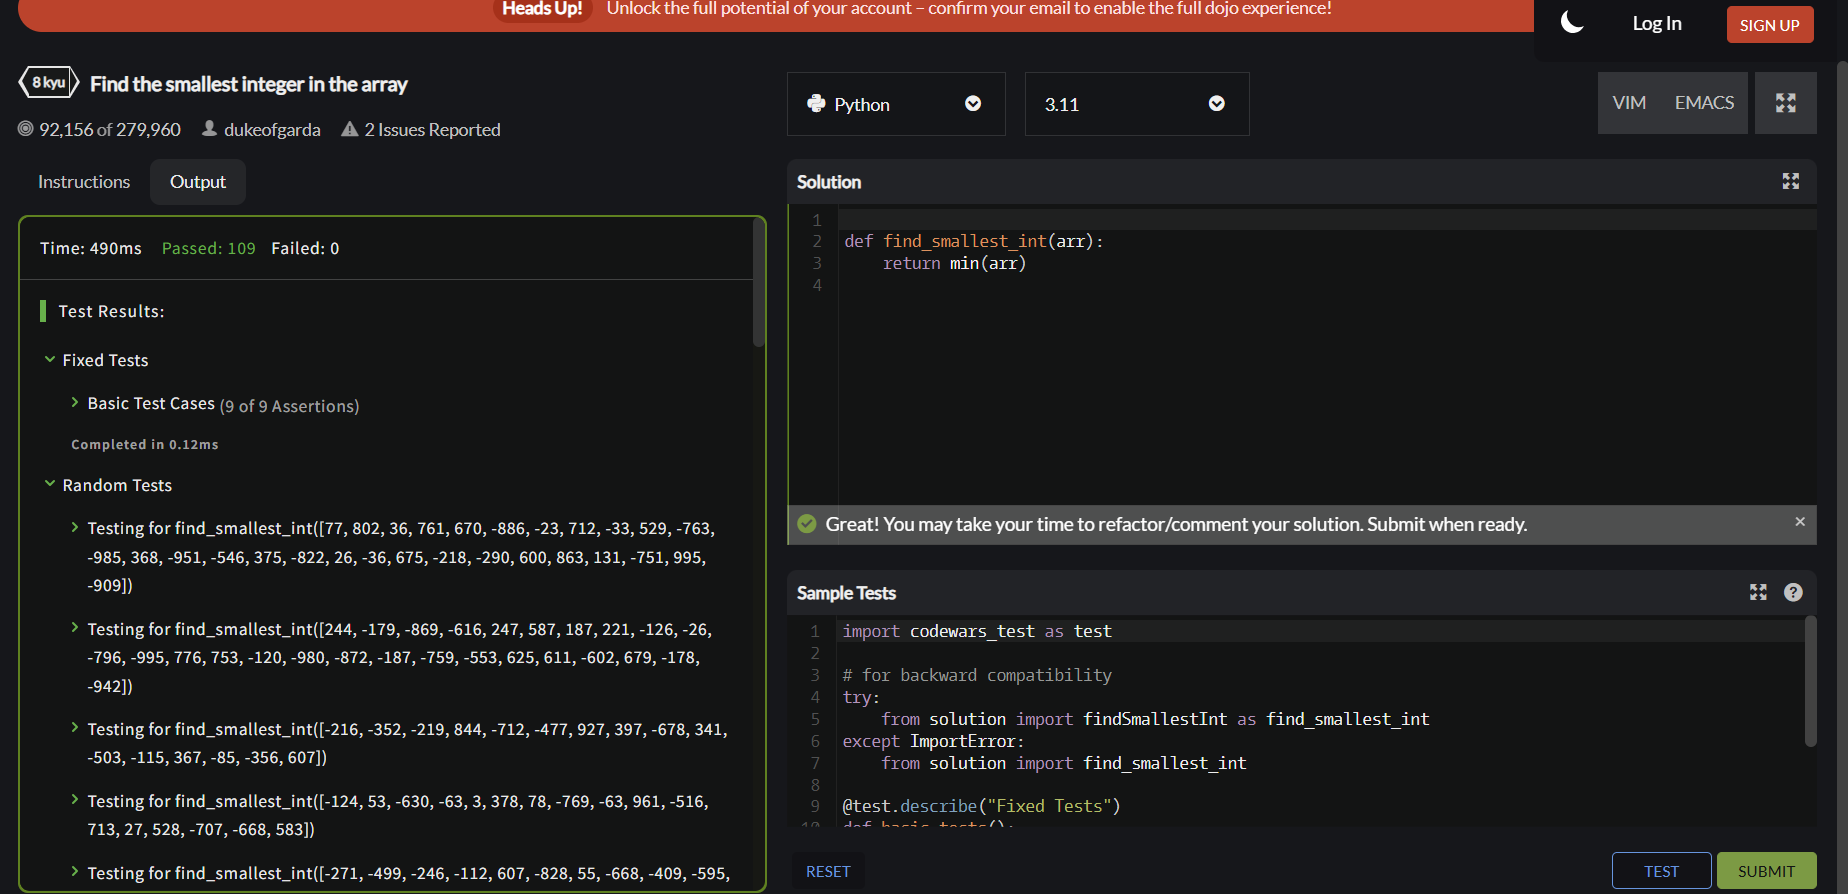 Heads Up! Unlock the full potential of your account – confirm your email to enable the full dojo experience!
Log In
SIGN UP
8 kyu Find the smallest integer in the array
92,156 of 279,960 dukeofgarda 2 Issues Reported
Python
3.11
VIM EMACS
Instructions Output
Time: 490ms Passed: 109 Failed: 0
Test Results:
Fixed Tests
Basic Test Cases (9 of 9 Assertions)
Completed in 0.12ms
Random Tests
Testing for find_smallest_int([77, 802, 36, 761, 670, -886, -23, 712, -33, 529, -763,
-985, 368, -951, -546, 375, -822, 26, -36, 675, -218, -290, 600, 863, 131, -751, 995,
-909])
Testing for find_smallest_int([244, -179, -869, -616, 247, 587, 187, 221, -126, -26,
-796, -995, 776, 753, -120, -980, -872, -187, -759, -553, 625, 611, -602, 679, -178,
-942])
Testing for find_smallest_int([-216, -352, -219, 844, -712, -477, 927, 397, -678, 341,
-503, -115, 367, -85, -356, 607])
Testing for find_smallest_int([-124, 53, -630, -63, 3, 378, 78, -769, -63, 961, -516,
713, 27, 528, -707, -668, 583])
Testing for find_smallest_int([-271, -499, -246, -112, 607, -828, 55, -668, -409, -595,
Solution
1
2 def find_smallest_int(arr):
3     return min(arr)
4
Great! You may take your time to refactor/comment your solution. Submit when ready.
Sample Tests
1 import codewars_test as test
2
3 # for backward compatibility
4 try:
5     from solution import findSmallestInt as find_smallest_int
6 except ImportError:
7     from solution import find_smallest_int
8
9 @test.describe("Fixed Tests")
10 def basic_tests():
RESET
TEST
SUBMIT